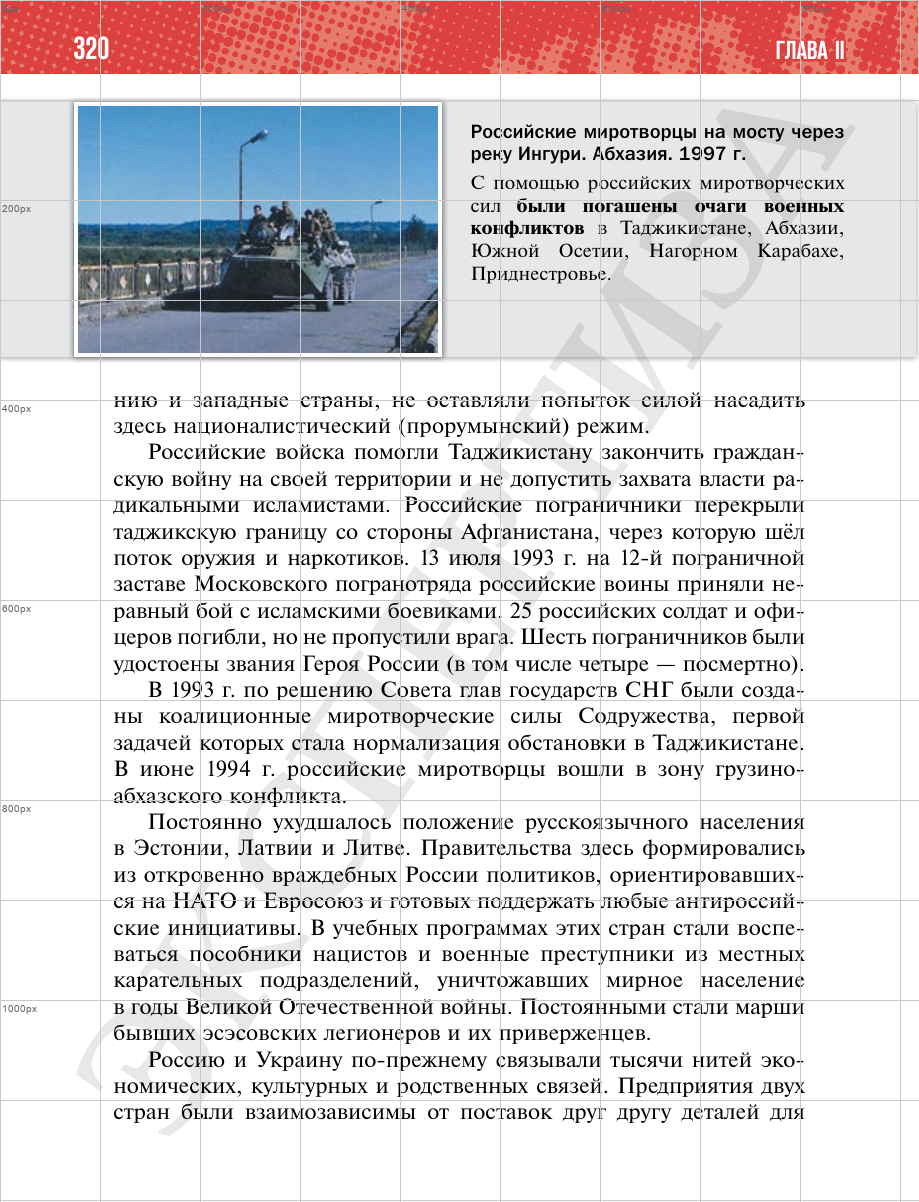 320
ГЛАВА II
Российские миротворцы на мосту через
реку Ингури. Абхазия. 1997 г.
С помощью российских миротворческих
сил были погашены очаги военных
конфликтов в Таджикистане, Абхазии,
Южной Осетии, Нагорном Карабахе,
Приднестровье.
200px
400px
нию и западные страны, не оставляли попыток силой насадить
здесь националистический (прорумынский) режим.
Российские войска помогли Таджикистану закончить граждан-
скую войну на своей территории и не допустить захвата власти ра-
дикальными исламистами. Российские пограничники перекрыли
таджикскую границу со стороны Афганистана, через которую шёл
поток оружия и наркотиков. 13 июля 1993 г. на 12-й пограничной
заставе Московского погранотряда российские воины приняли не-
600px
равный бой с исламскими боевиками. 25 российских солдат и офи-
церов погибли, но не пропустили врага. Шесть пограничников были
удостоены звания Героя России (в том числе четыре — посмертно).
В 1993 г. по решению Совета глав государств СНГ были созда-
ны коалиционные миротворческие силы Содружества, первой
задачей которых стала нормализация обстановки в Таджикистане.
В июне 1994 г. российские миротворцы вошли в зону грузино-
абхазского конфликта.
800px
Постоянно ухудшалось положение русскоязычного населения
в Эстонии, Латвии и Литве. Правительства здесь формировались
из откровенно враждебных России политиков, ориентировавших-
ся на НАТО и Евросоюз и готовых поддержать любые антироссий-
ские инициативы. В учебных программах этих стран стали воспе-
ваться пособники нацистов и военные преступники из местных
карательных подразделений, уничтожавших мирное население
1000px
в годы Великой Отечественной войны. Постоянными стали марши
бывших эсэсовских легионеров и их приверженцев.
Россию и Украину по-прежнему связывали тысячи нитей эко-
номических, культурных и родственных связей. Предприятия двух
стран были взаимозависимы от поставок друг другу деталей для
ЭКСПЕРТИЗА